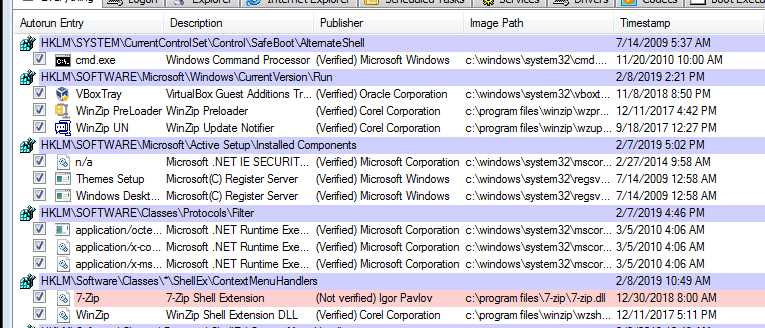 Everything Logon Explorer Internet Explorer Scheduled Tasks Services Drivers Codecs Boot Execu
Autorun Entry Description Publisher Image Path Timestamp
HKLM\SYSTEM\CurrentControlSet\Control\SafeBoot\AlternateShell 7/14/2009 5:37 AM
cmd.exe Windows Command Processor (Verified) Microsoft Windows c:\windows\system32\cmd.... 11/20/2010 10:00 AM
HKLM\SOFTWARE\Microsoft\Windows\CurrentVersion\Run 2/8/2019 2:21 PM
VBoxTray VirtualBox Guest Additions Tr... (Verified) Oracle Corporation c:\windows\system32\vboxt... 11/8/2018 8:50 PM
WinZip PreLoader WinZip Preloader (Verified) Corel Corporation c:\program files\winzip\wzpr... 12/11/2017 4:42 PM
WinZip UN WinZip Update Notifier (Verified) Corel Corporation c:\program files\winzip\wzup... 9/18/2017 12:27 PM
HKLM\SOFTWARE\Microsoft\Active Setup\Installed Components 2/7/2019 5:02 PM
n/a Microsoft .NET IE SECURIT... (Verified) Microsoft Corporation c:\windows\system32\mscor... 2/27/2014 9:58 AM
Themes Setup Microsoft(C) Register Server (Verified) Microsoft Windows c:\windows\system32\regsv... 7/14/2009 12:58 AM
Windows Deskt... Microsoft(C) Register Server (Verified) Microsoft Windows c:\windows\system32\regsv... 7/14/2009 12:58 AM
HKLM\SOFTWARE\Classes\Protocols\Filter 2/7/2019 4:46 PM
application/octe... Microsoft .NET Runtime Exe... (Verified) Microsoft Corporation c:\windows\system32\mscor... 3/5/2010 4:06 AM
application/x-co... Microsoft .NET Runtime Exe... (Verified) Microsoft Corporation c:\windows\system32\mscor... 3/5/2010 4:06 AM
application/x-ms... Microsoft .NET Runtime Exe... (Verified) Microsoft Corporation c:\windows\system32\mscor... 3/5/2010 4:06 AM
HKLM\Software\Classes\*\ShellEx\ContextMenuHandlers 2/8/2019 10:49 AM
7-Zip 7-Zip Shell Extension (Not verified) Igor Pavlov c:\program files\7-zip\7-zip.dll 12/30/2018 8:00 AM
WinZip WinZip Shell Extension DLL (Verified) Corel Corporation c:\program files\winzip\wzsh... 12/11/2017 5:11 PM